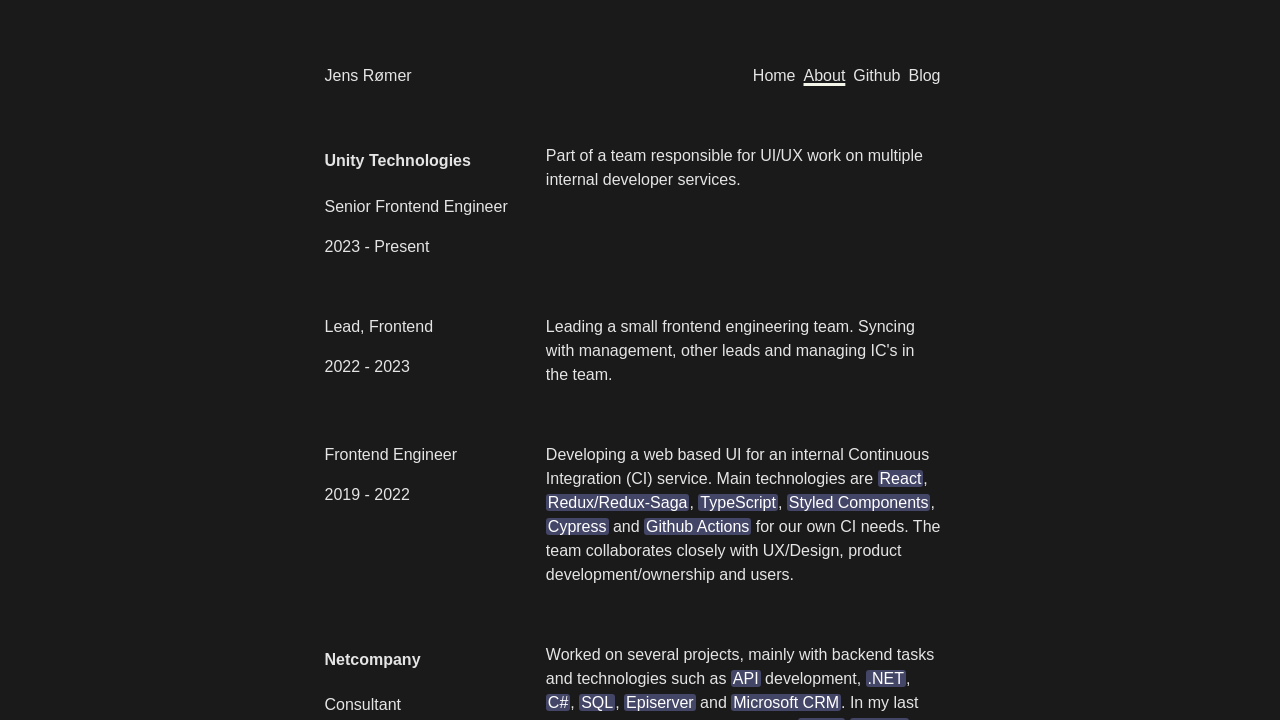 Jens Rømer
Home About Github Blog
Unity Technologies
Senior Frontend Engineer
2023 - Present
Part of a team responsible for UI/UX work on multiple
internal developer services.
Lead, Frontend
2022 - 2023
Leading a small frontend engineering team. Syncing
with management, other leads and managing IC's in
the team.
Frontend Engineer
2019 - 2022
Developing a web based UI for an internal Continuous
Integration (CI) service. Main technologies are React,
Redux/Redux-Saga, TypeScript, Styled Components,
Cypress and Github Actions for our own CI needs. The
team collaborates closely with UX/Design, product
development/ownership and users.
Netcompany
Consultant
Worked on several projects, mainly with backend tasks
and technologies such as API development, .NET,
C#, SQL, Episerver and Microsoft CRM. In my last